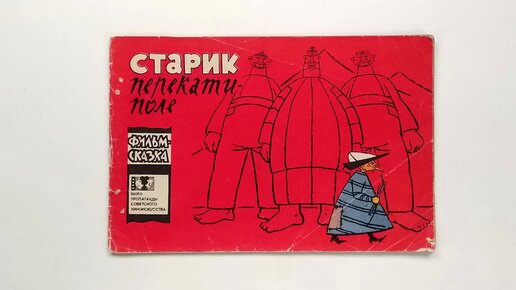 СТАРИК
перекати-
поле
ФИЛЬМ-
СКАЗКА
БЮРО
ПРОПАГАНДЫ
СОВЕТСКОГО
КИНОИСКУССТВА